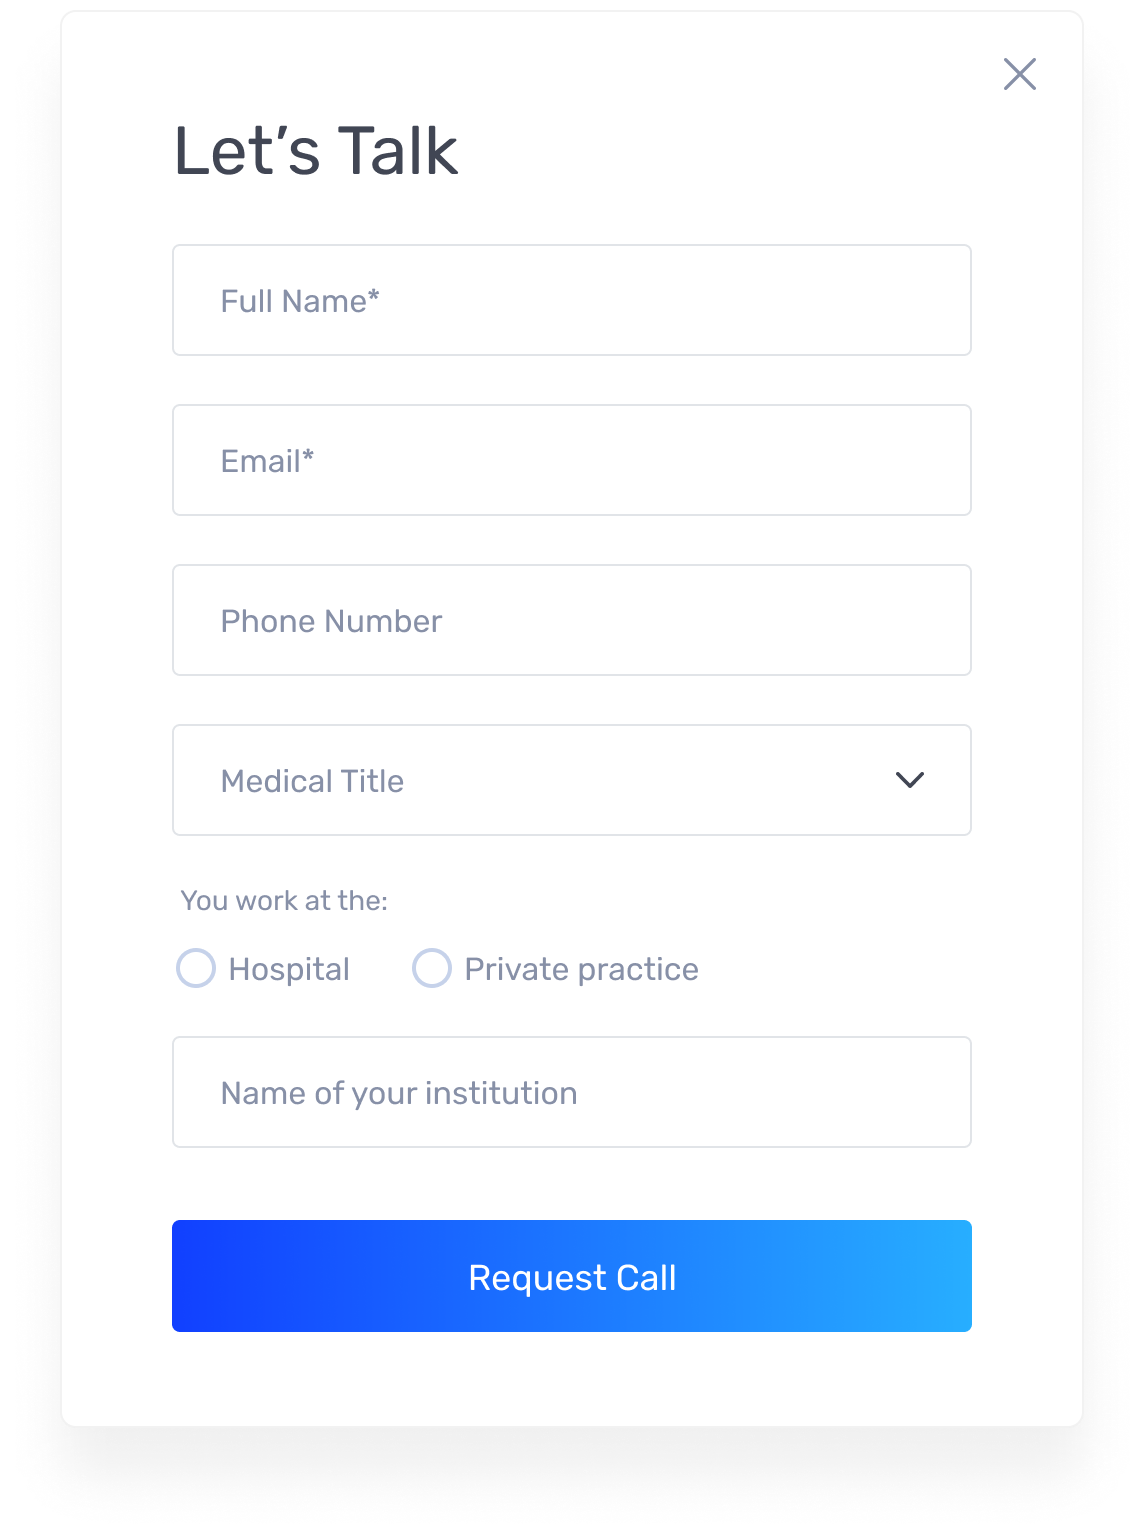 Let’s Talk
Full Name*
Email*
Phone Number
Medical Title
You work at the:
Hospital Private practice
Name of your institution
Request Call